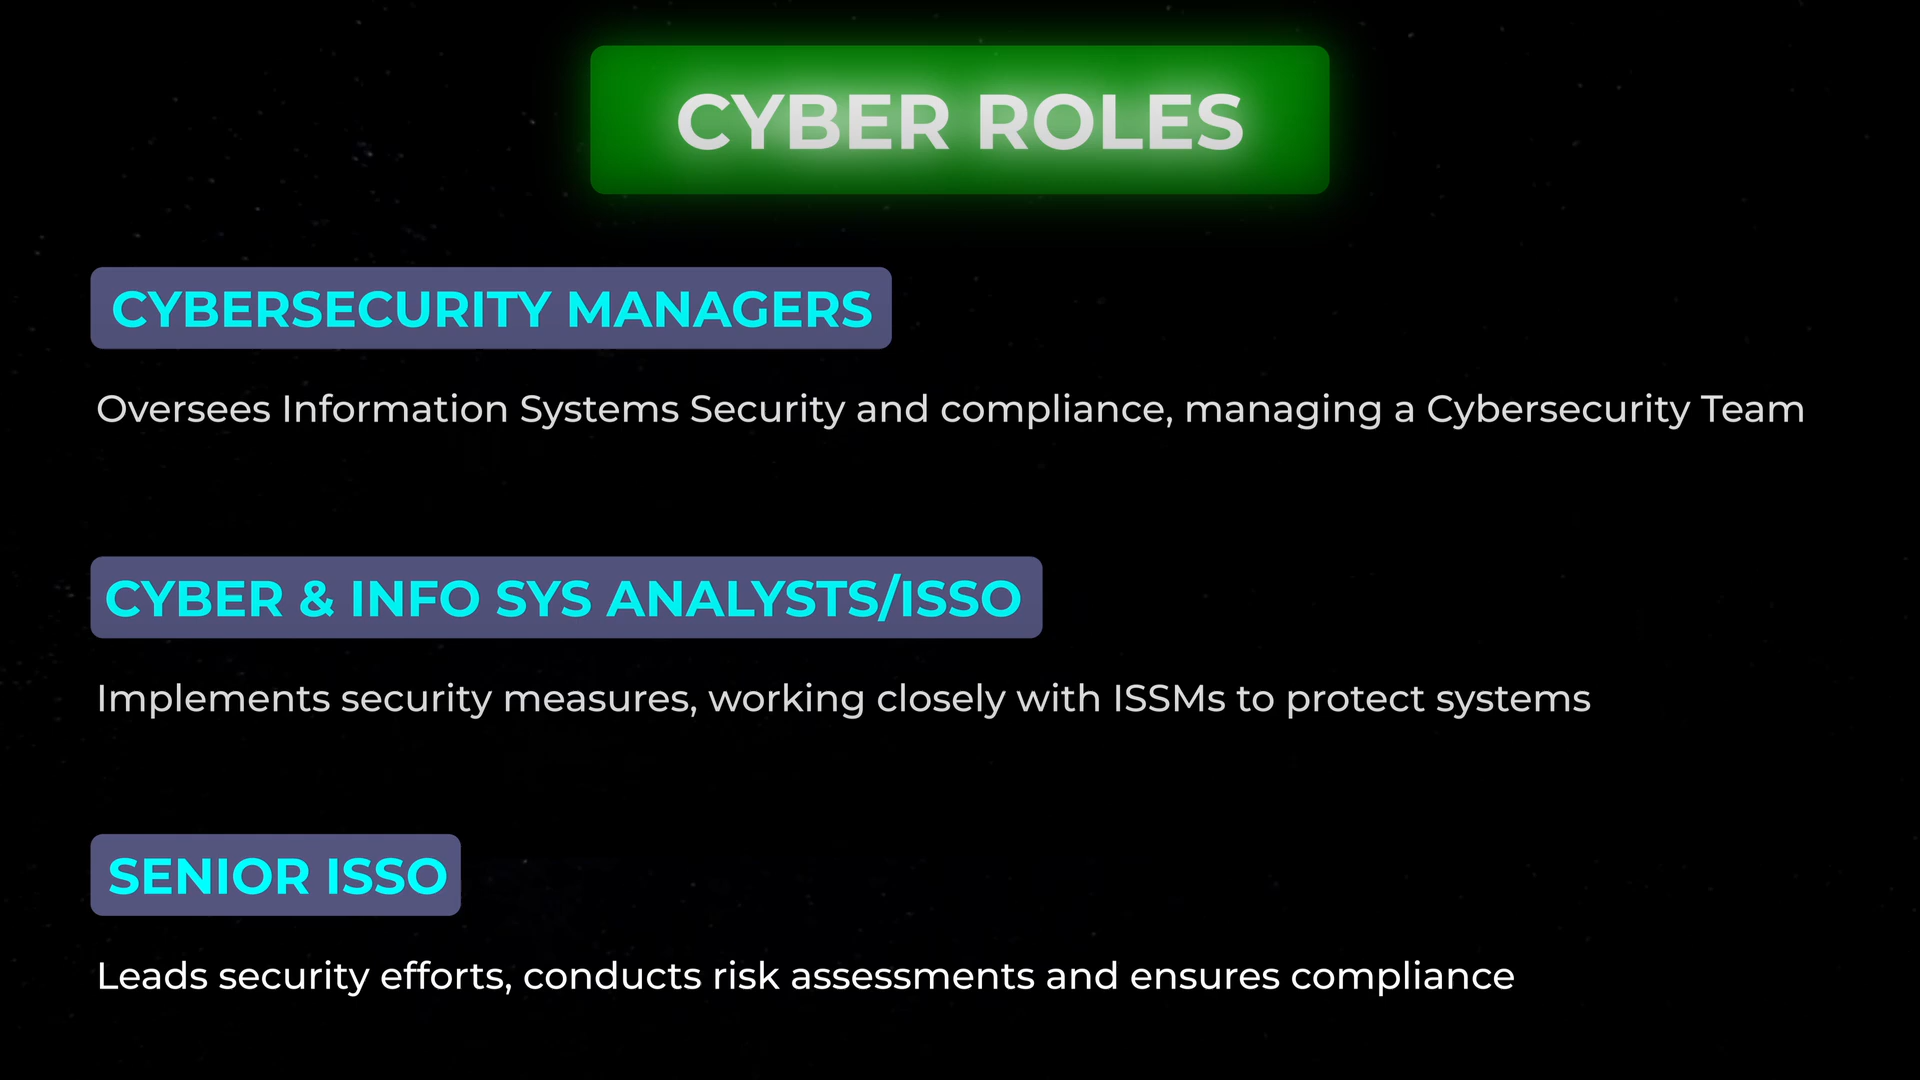 CYBER ROLES
CYBERSECURITY MANAGERS
Oversees Information Systems Security and compliance, managing a Cybersecurity Team
CYBER & INFO SYS ANALYSTS/ISSO
Implements security measures, working closely with ISSMs to protect systems
SENIOR ISSO
Leads security efforts, conducts risk assessments and ensures compliance